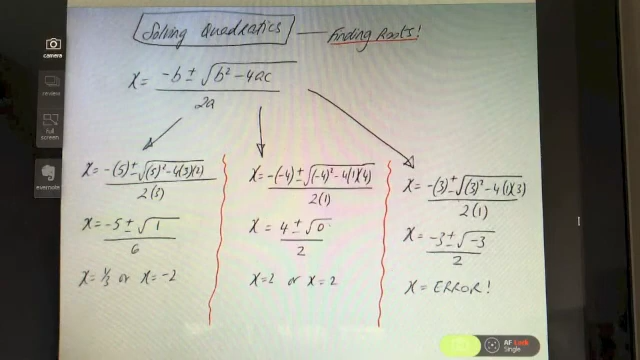 Solving Quadratics — Finding Roots!
x = (-b ± √(b² - 4ac)) / 2a
x = (-(5) ± √((5)² - 4(3)(2))) / 2(3)
x = (-5 ± √1) / 6
x = 1/3 or x = -2
x = (-(-4) ± √((-4)² - 4(1)(4))) / 2(1)
x = (4 ± √0) / 2
x = 2 or x = 2
x = (-(3) ± √((3)² - 4(1)(3))) / 2(1)
x = (-3 ± √-3) / 2
x = ERROR!
camera
review
full
screen
evernote
AF Lock
Single